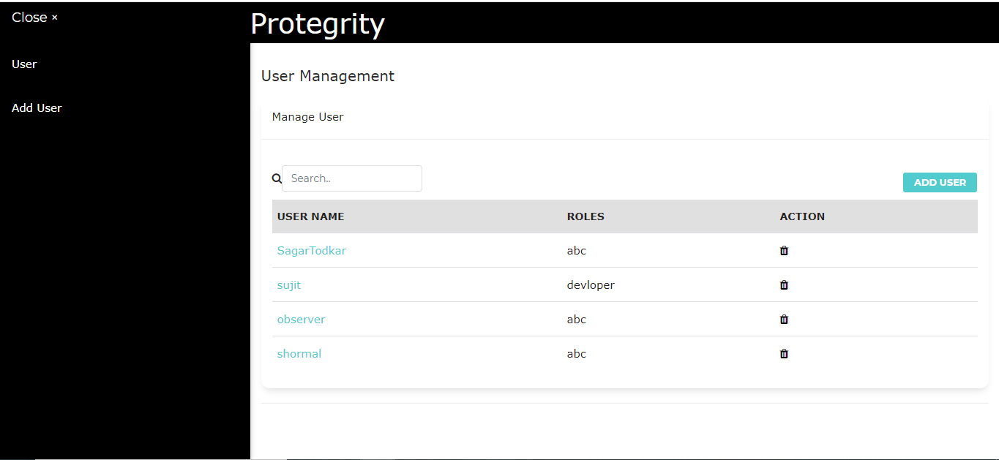 Close ×
Protegrity
User
Add User
User Management
Manage User
Search..
ADD USER
USER NAME ROLES ACTION
SagarTodkar abc
sujit devloper
observer abc
shormal abc